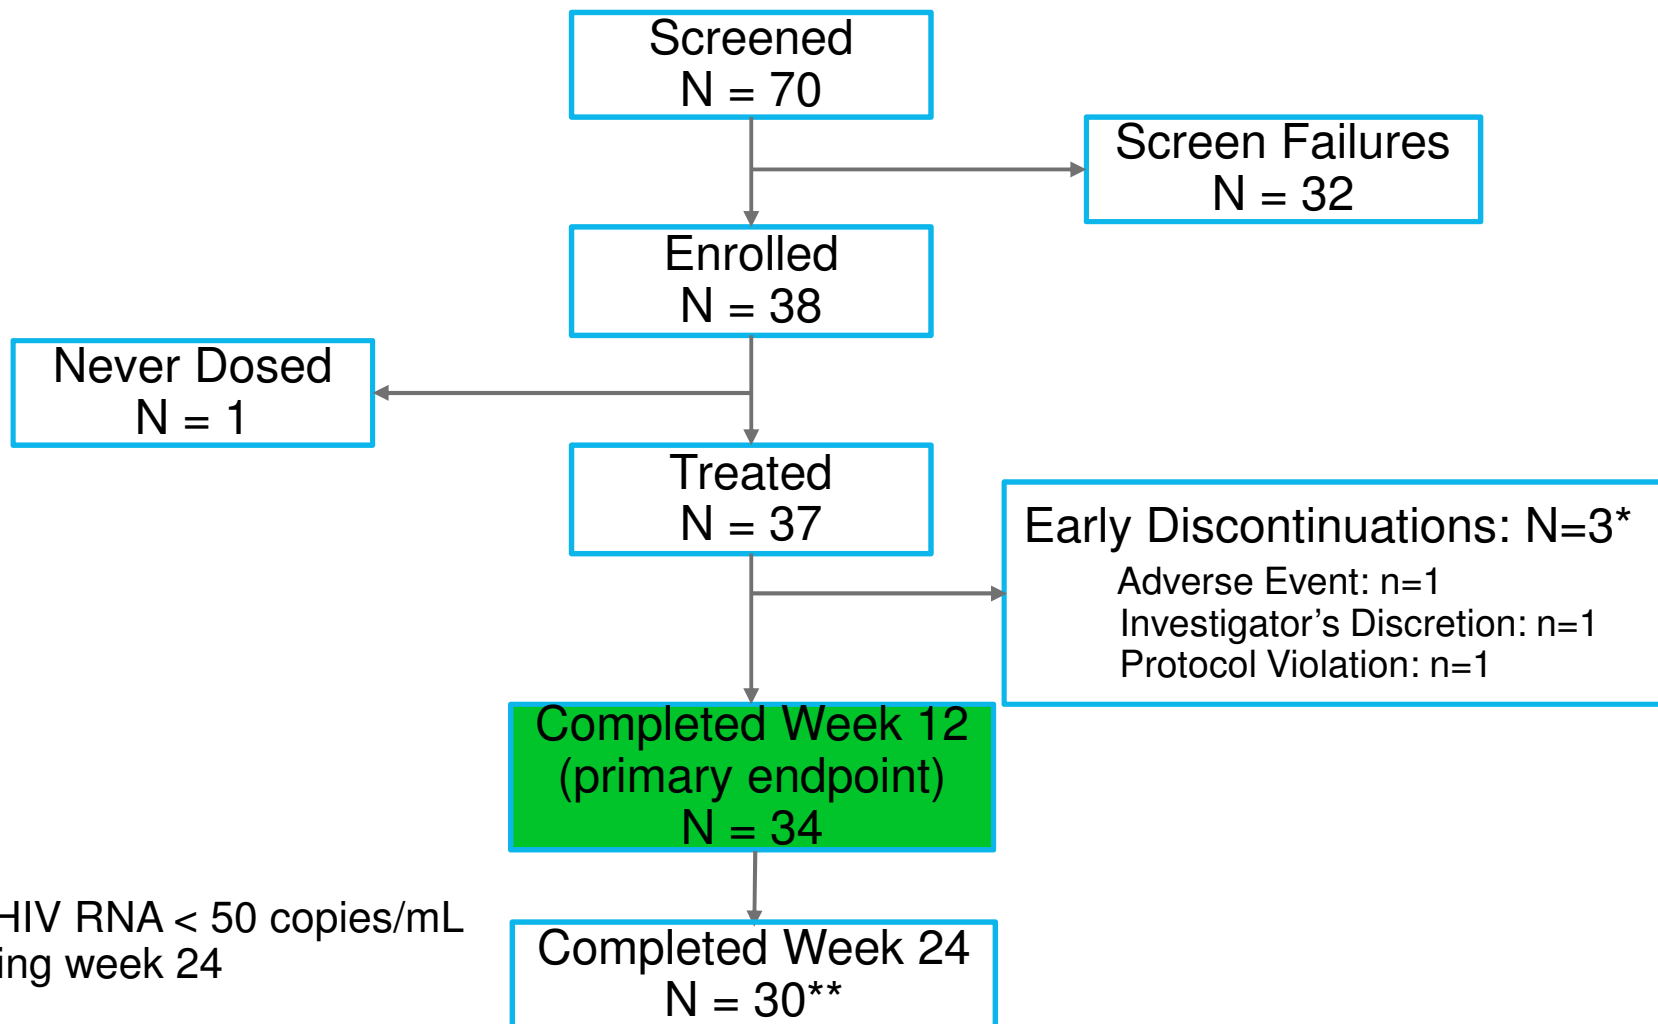 Screened
N = 70
Screen Failures
N = 32
Enrolled
N = 38
Never Dosed
N = 1
Treated
N = 37
Early Discontinuations: N=3*
Adverse Event: n=1
Investigator’s Discretion: n=1
Protocol Violation: n=1
Completed Week 12
(primary endpoint)
N = 34
HIV RNA < 50 copies/mL
week 24
Completed Week 24
N = 30**